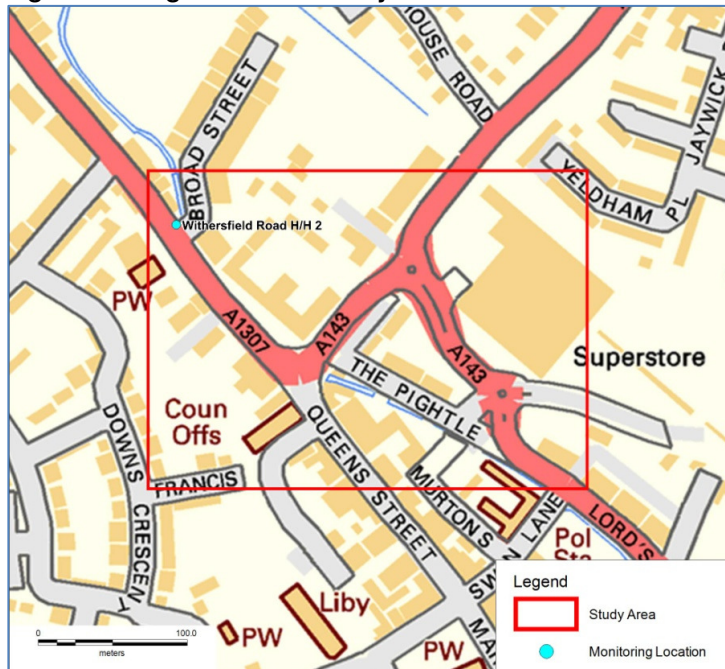 HOUSE ROAD
JAYWICK
BROAD STREET
YELDHAM PL
Withersfield Road H/H 2
PW
A1307
A143
A143
Superstore
THE PIGHTLE
Coun
Offs
QUEENS STREET
DOWNS
CRESCENT
FRANCIS
MURTONS
SWAN LANE
LORD'S
Pol
Liby
PW
PW
0
100.0
meters
Legend
Study Area
Monitoring Location